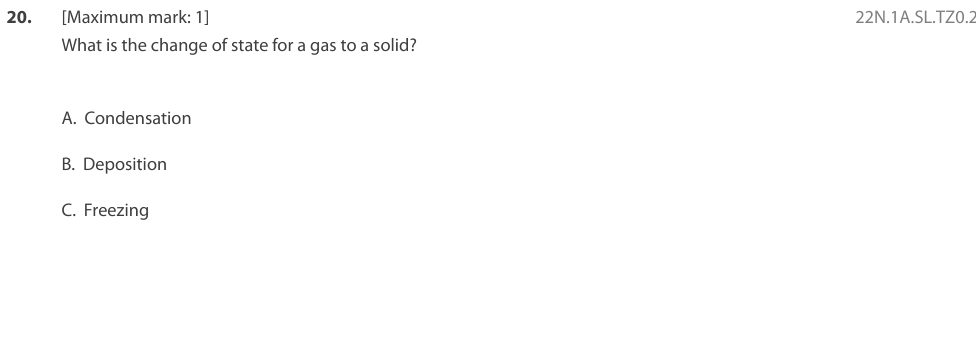 20. [Maximum mark: 1] 22N.1A.SL.TZ0.2
What is the change of state for a gas to a solid?
A. Condensation
B. Deposition
C. Freezing